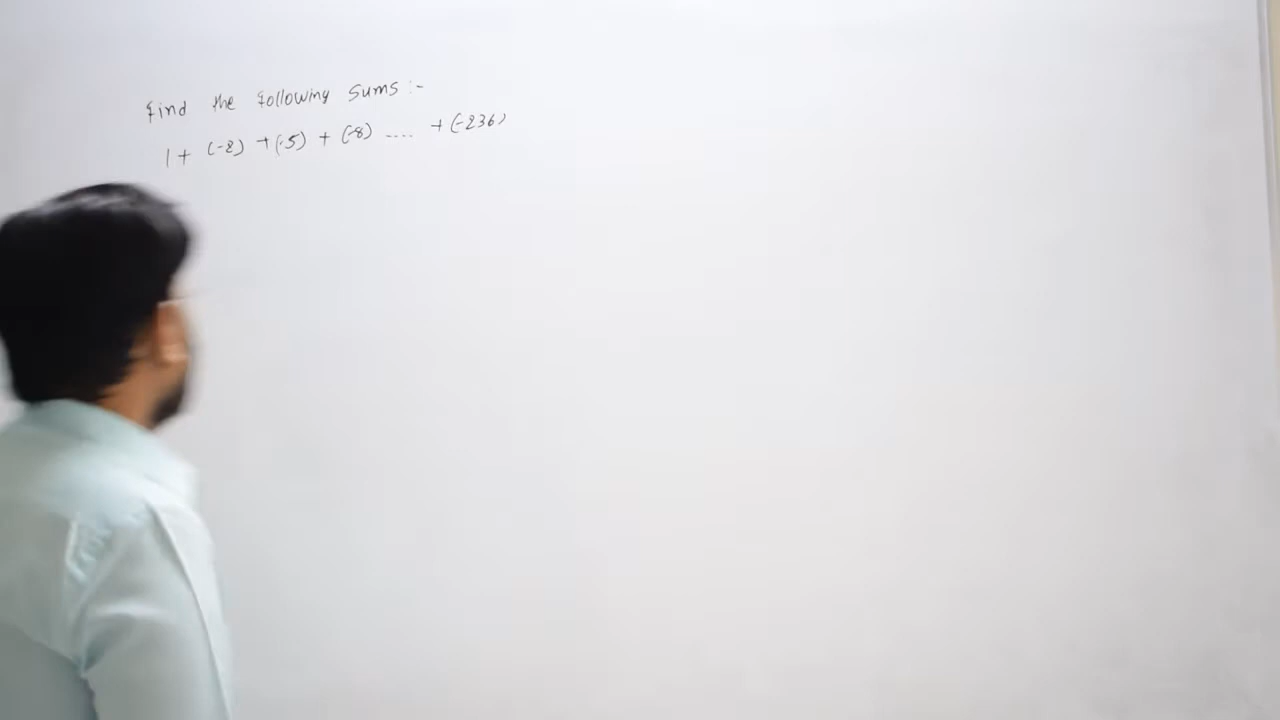 find the following sums :-
1 + (-2) + (-5) + (-8) .... + (-236)